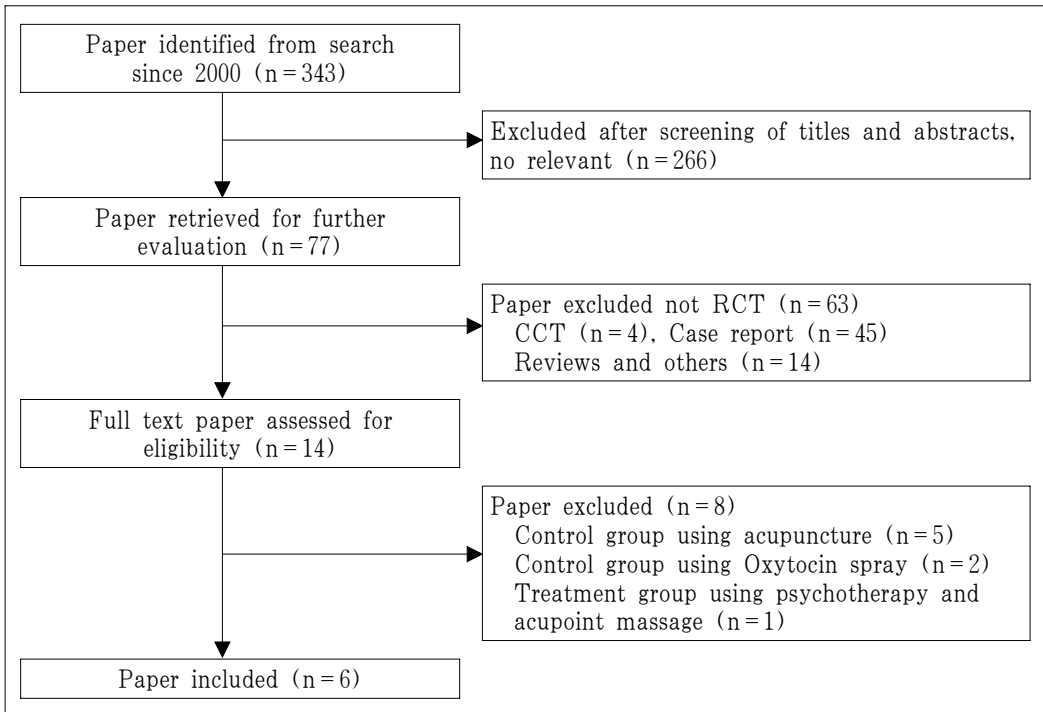 Paper identified from search
since 2000 (n=343)
Excluded after screening of titles and abstracts,
no relevant (n=266)
Paper retrieved for further
evaluation (n=77)
Paper excluded not RCT (n=63)
CCT (n=4), Case report (n=45)
Reviews and others (n=14)
Full text paper assessed for
eligibility (n=14)
Paper excluded (n=8)
Control group using acupuncture (n=5)
Control group using Oxytocin spray (n=2)
Treatment group using psychotherapy and
acupoint massage (n=1)
Paper included (n=6)